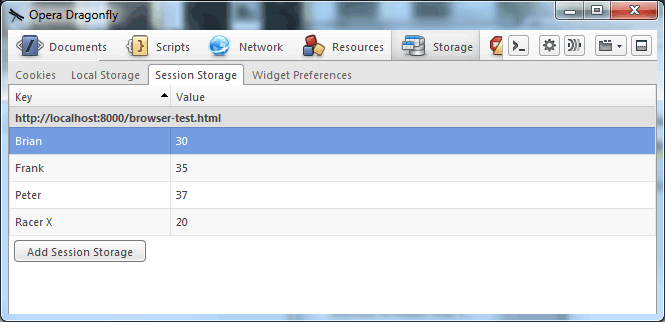 Opera Dragonfly
Documents Scripts Network Resources Storage
Cookies Local Storage Session Storage Widget Preferences
Key Value
http://localhost:8000/browser-test.html
Brian 30
Frank 35
Peter 37
Racer X 20
Add Session Storage